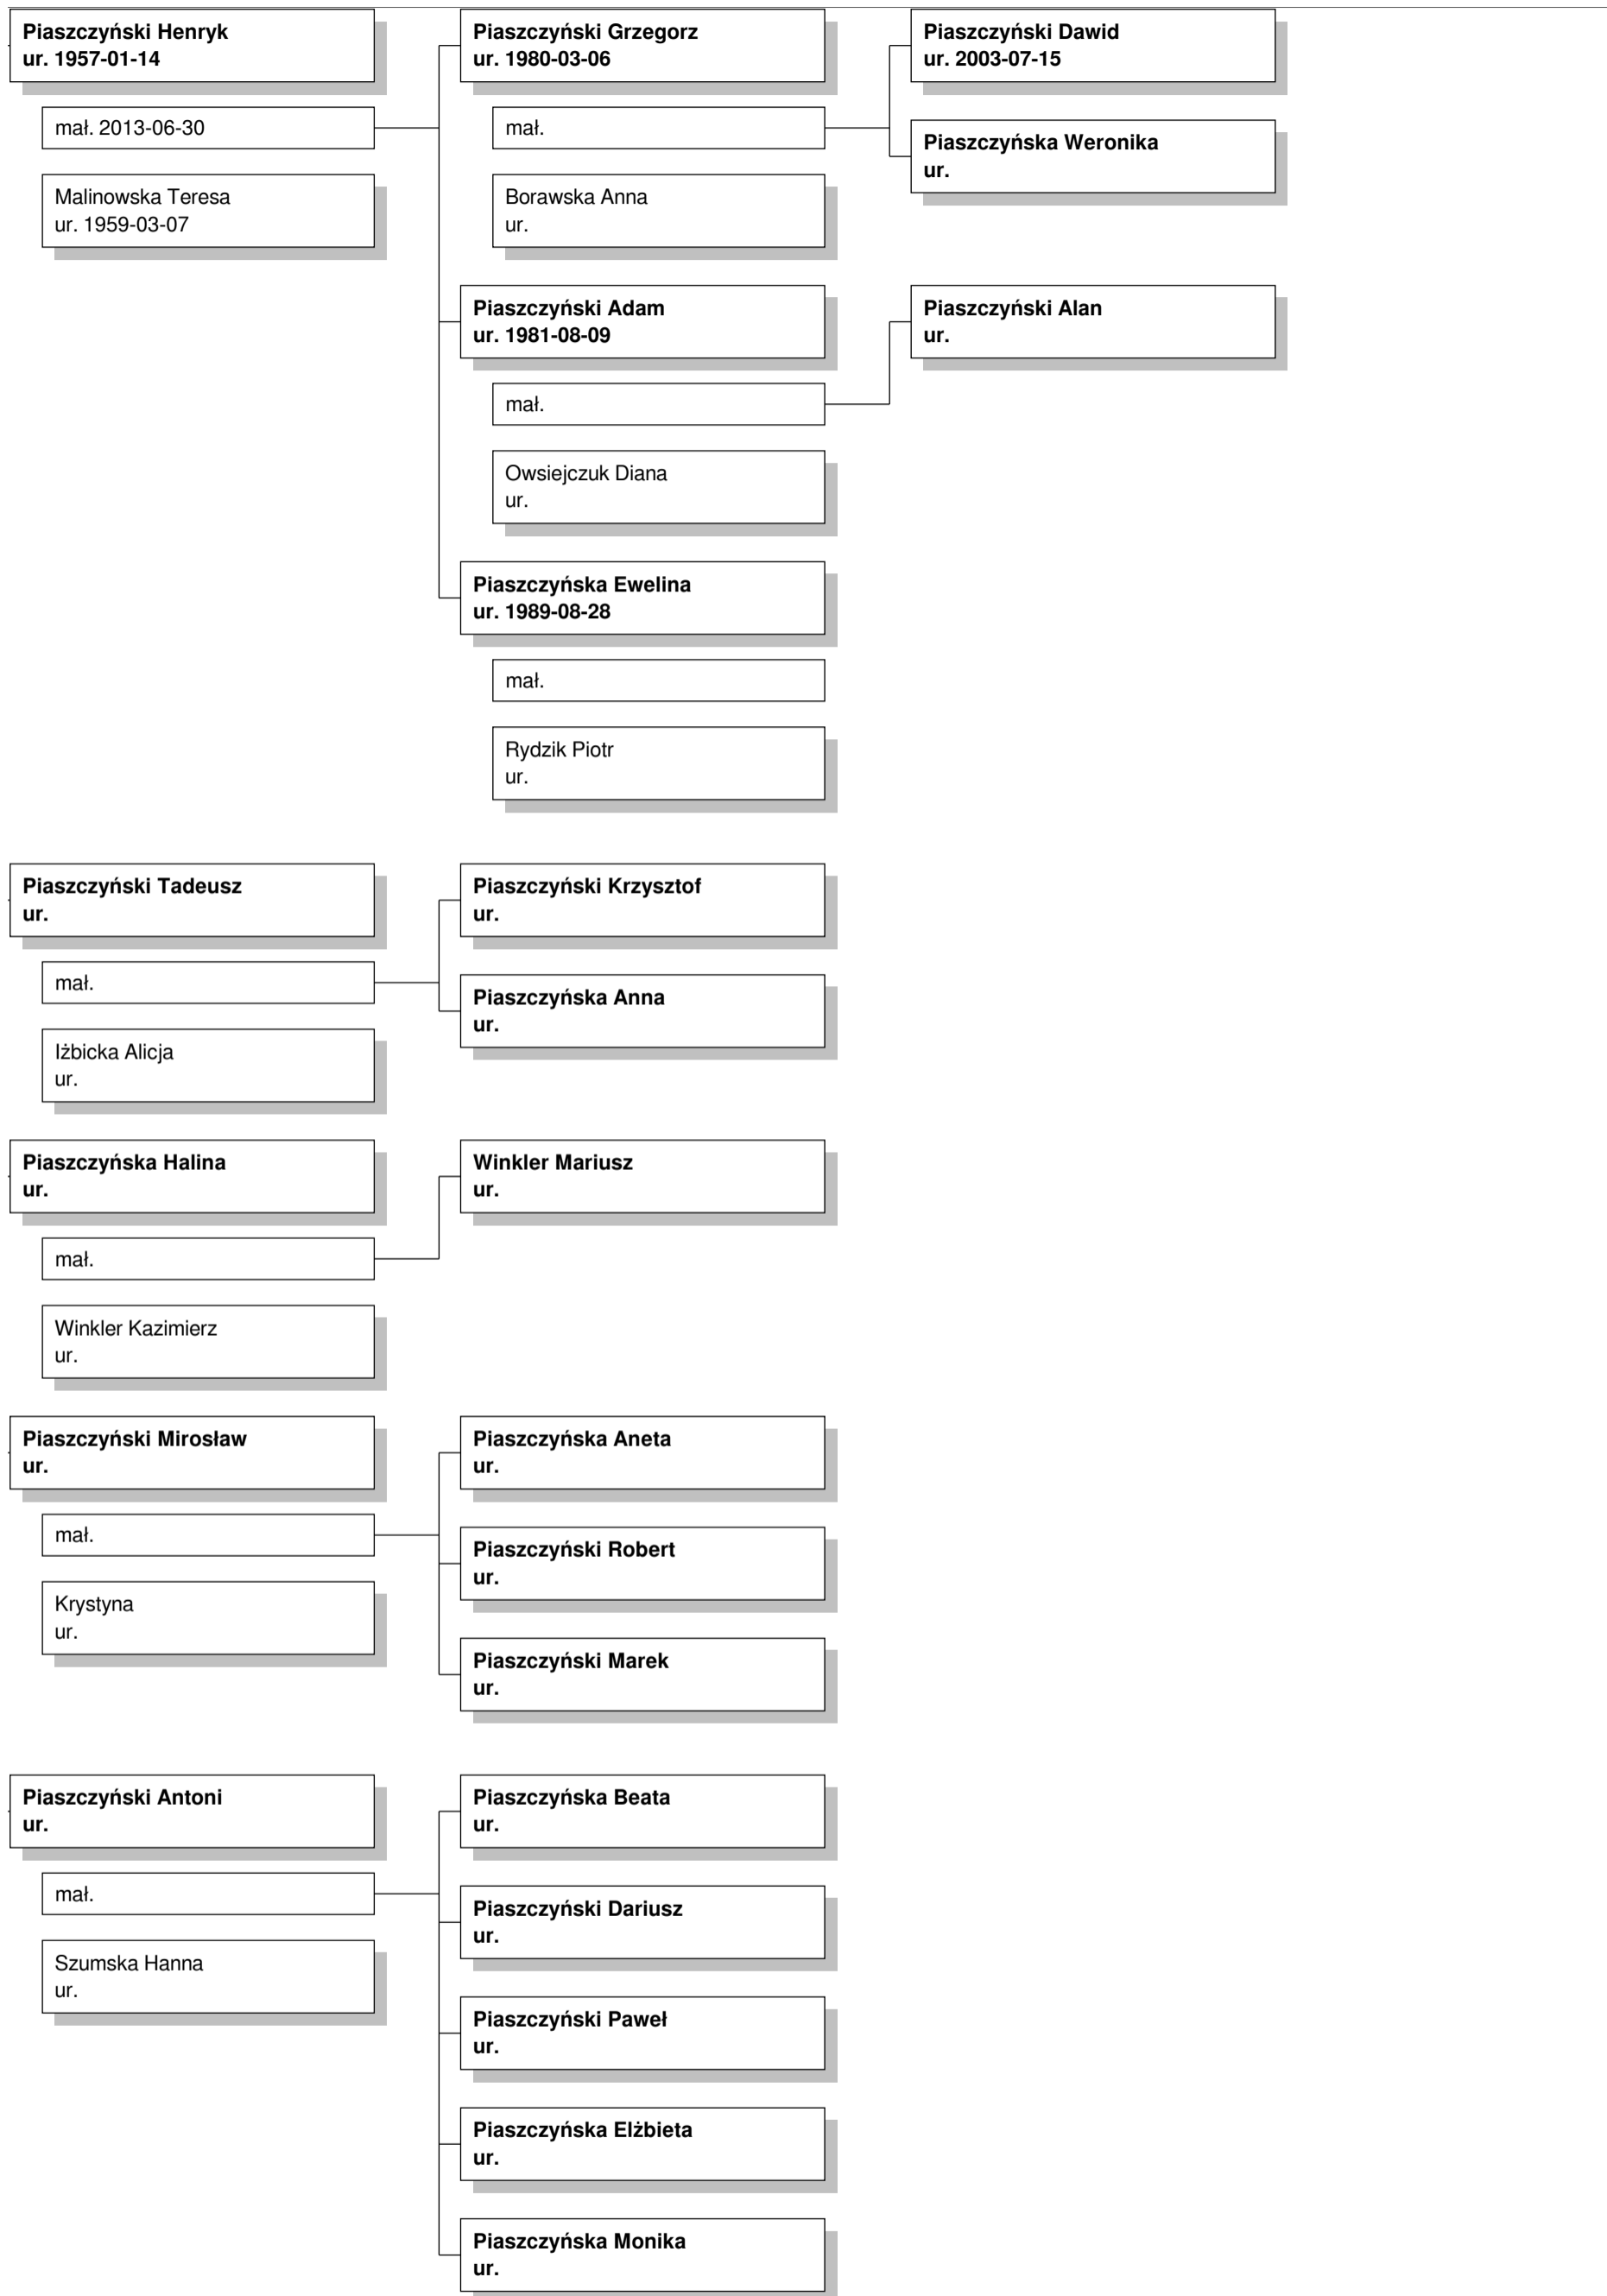 Piaszczyński Henryk
ur. 1957-01-14
mał. 2013-06-30
Malinowska Teresa
ur. 1959-03-07
Piaszczyński Grzegorz
ur. 1980-03-06
mał.
Borawska Anna
ur.
Piaszczyński Dawid
ur. 2003-07-15
Piaszczyńska Weronika
ur.
Piaszczyński Adam
ur. 1981-08-09
mał.
Owsiejczuk Diana
ur.
Piaszczyński Alan
ur.
Piaszczyńska Ewelina
ur. 1989-08-28
mał.
Rydzik Piotr
ur.
Piaszczyński Tadeusz
ur.
mał.
Iżbicka Alicja
ur.
Piaszczyński Krzysztof
ur.
Piaszczyńska Anna
ur.
Piaszczyńska Halina
ur.
mał.
Winkler Kazimierz
ur.
Winkler Mariusz
ur.
Piaszczyński Mirosław
ur.
mał.
Krystyna
ur.
Piaszczyńska Aneta
ur.
Piaszczyński Robert
ur.
Piaszczyński Marek
ur.
Piaszczyński Antoni
ur.
mał.
Szumska Hanna
ur.
Piaszczyńska Beata
ur.
Piaszczyński Dariusz
ur.
Piaszczyński Paweł
ur.
Piaszczyńska Elżbieta
ur.
Piaszczyńska Monika
ur.